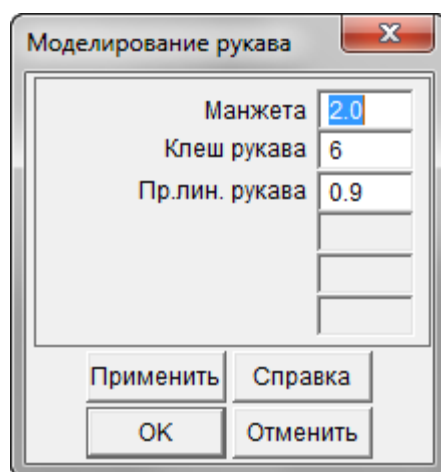 Моделирование рукава
Манжета 2.0
Клеш рукава 6
Пр.лин. рукава 0.9
Применить Справка
OK Отменить